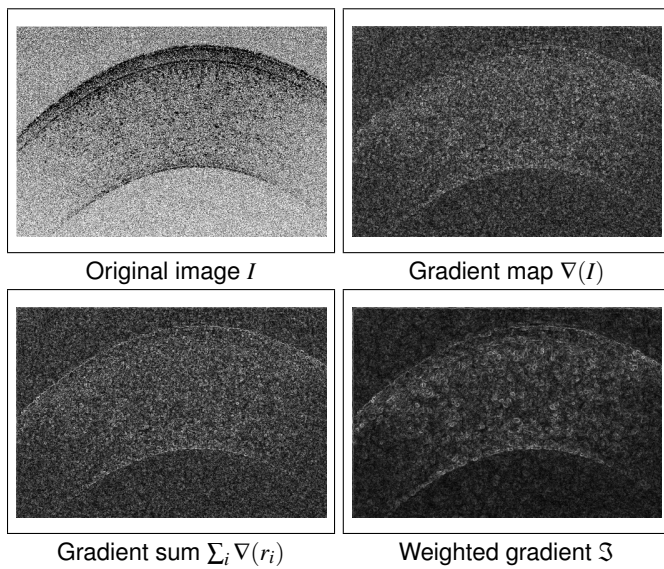 Original image I
Gradient map ∇(I)
Gradient sum ∑ᵢ ∇(rᵢ)
Weighted gradient ℑ